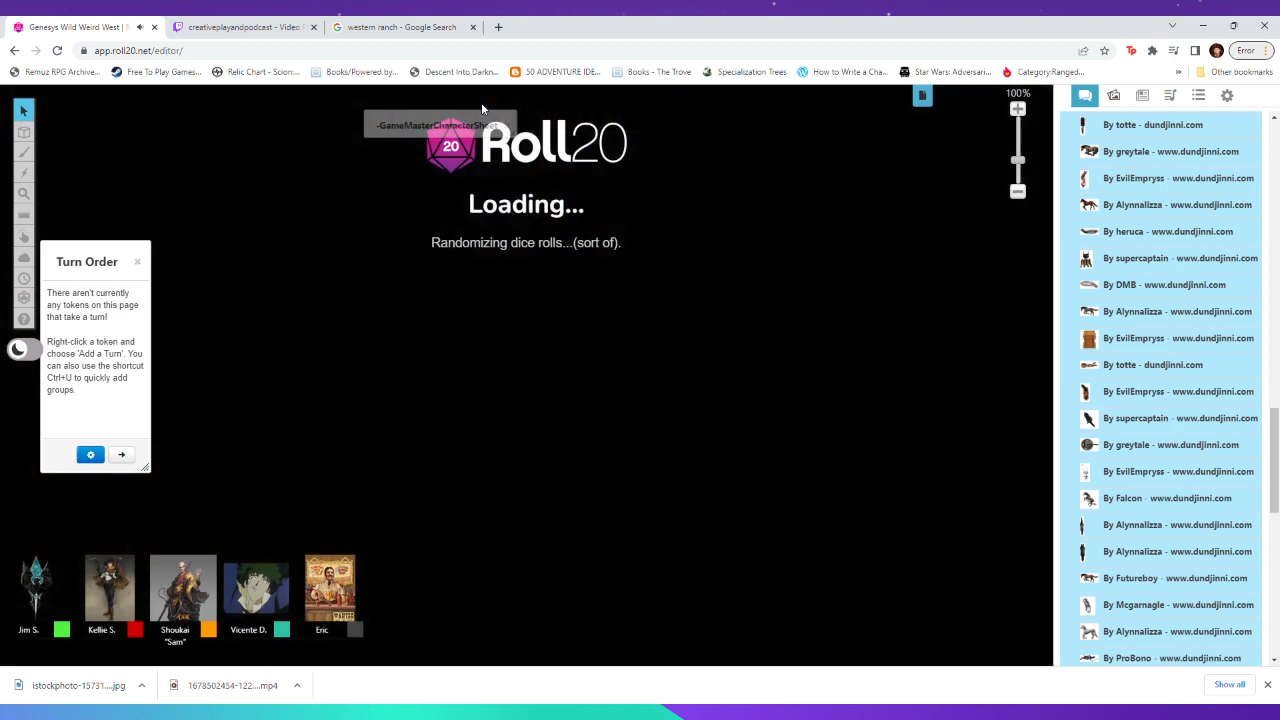 Genesys Wild Weird West | R
creativeplayandpodcast - Video F
western ranch - Google Search
app.roll20.net/editor/
Error
Remuz RPG Archive...
Free To Play Games...
Relic Chart - Scion:...
Books/Powered by...
Descent Into Darkn...
50 ADVENTURE IDE...
Books - The Trove
Specialization Trees
How to Write a Cha...
Star Wars: Adversari...
Category:Ranged...
»
Other bookmarks
100%
-GameMasterCharacterSheet
20
Roll20
Loading...
Randomizing dice rolls...(sort of).
Turn Order
There aren't currently
any tokens on this page
that take a turn!
Right-click a token and
choose 'Add a Turn'. You
can also use the shortcut
Ctrl+U to quickly add
groups.
By totte - dundjinni.com
By greytale - www.dundjinni.com
By EvilEmpryss - www.dundjinni.com
By Alynnalizza - www.dundjinni.com
By heruca - www.dundjinni.com
By supercaptain - www.dundjinni.com
By DMB - www.dundjinni.com
By Alynnalizza - www.dundjinni.com
By EvilEmpryss - www.dundjinni.com
By totte - dundjinni.com
By EvilEmpryss - www.dundjinni.com
By supercaptain - www.dundjinni.com
By greytale - www.dundjinni.com
By EvilEmpryss - www.dundjinni.com
By Falcon - www.dundjinni.com
By Alynnalizza - www.dundjinni.com
By Alynnalizza - www.dundjinni.com
By Futureboy - www.dundjinni.com
By Mcgarnagle - www.dundjinni.com
By Alynnalizza - www.dundjinni.com
By ProBono - www.dundjinni.com
WANTED
Jim S.
Kellie S.
Shoukai
"Sam"
Vicente D.
Eric
istockphoto-15731....jpg
1678502454-122....mp4
Show all